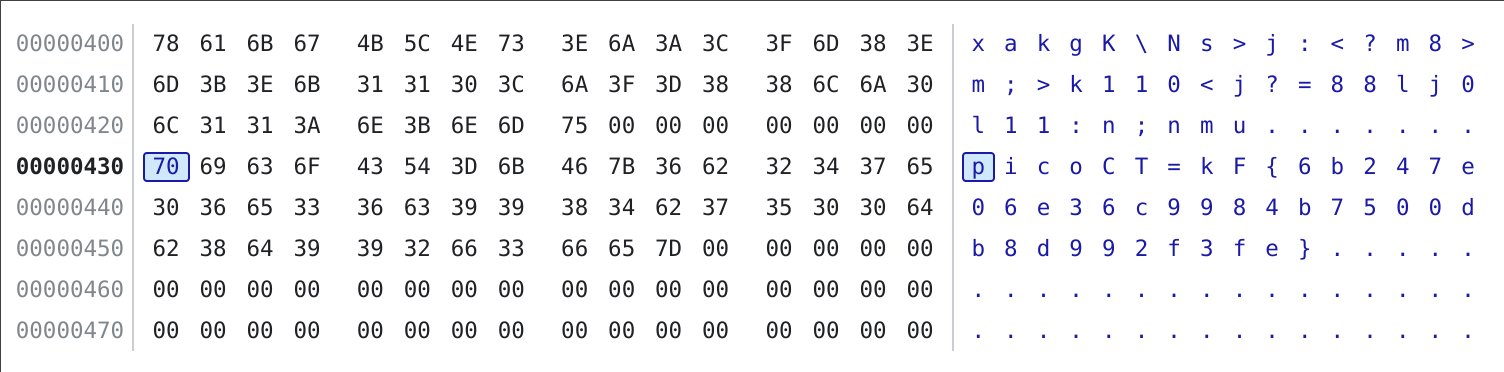 00000400 78 61 6B 67 4B 5C 4E 73 3E 6A 3A 3C 3F 6D 38 3E x a k g K \ N s > j : < ? m 8 >
00000410 6D 3B 3E 6B 31 31 30 3C 6A 3F 3D 38 38 6C 6A 30 m ; > k 1 1 0 < j ? = 8 8 l j 0
00000420 6C 31 31 3A 6E 3B 6E 6D 75 00 00 00 00 00 00 00 l 1 1 : n ; n m u . . . . . . .
00000430 70 69 63 6F 43 54 3D 6B 46 7B 36 62 32 34 37 65 p i c o C T = k F { 6 b 2 4 7 e
00000440 30 36 65 33 36 63 39 39 38 34 62 37 35 30 30 64 0 6 e 3 6 c 9 9 8 4 b 7 5 0 0 d
00000450 62 38 64 39 39 32 66 33 66 65 7D 00 00 00 00 00 b 8 d 9 9 2 f 3 f e } . . . . .
00000460 00 00 00 00 00 00 00 00 00 00 00 00 00 00 00 00 . . . . . . . . . . . . . . . .
00000470 00 00 00 00 00 00 00 00 00 00 00 00 00 00 00 00 . . . . . . . . . . . . . . . .